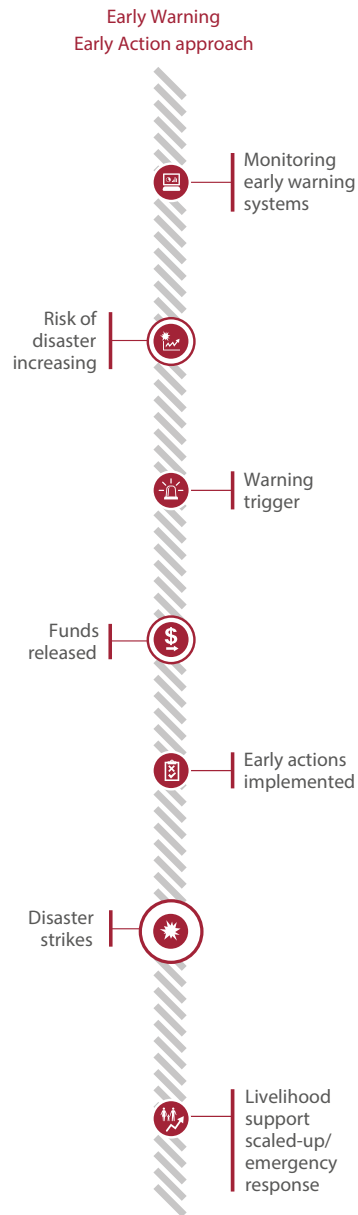 Early Warning
Early Action approach
Monitoring
early warning
systems
Risk of
disaster
increasing
Warning
trigger
Funds
released
$
Early actions
implemented
Disaster
strikes
Livelihood
support
scaled-up/
emergency
response